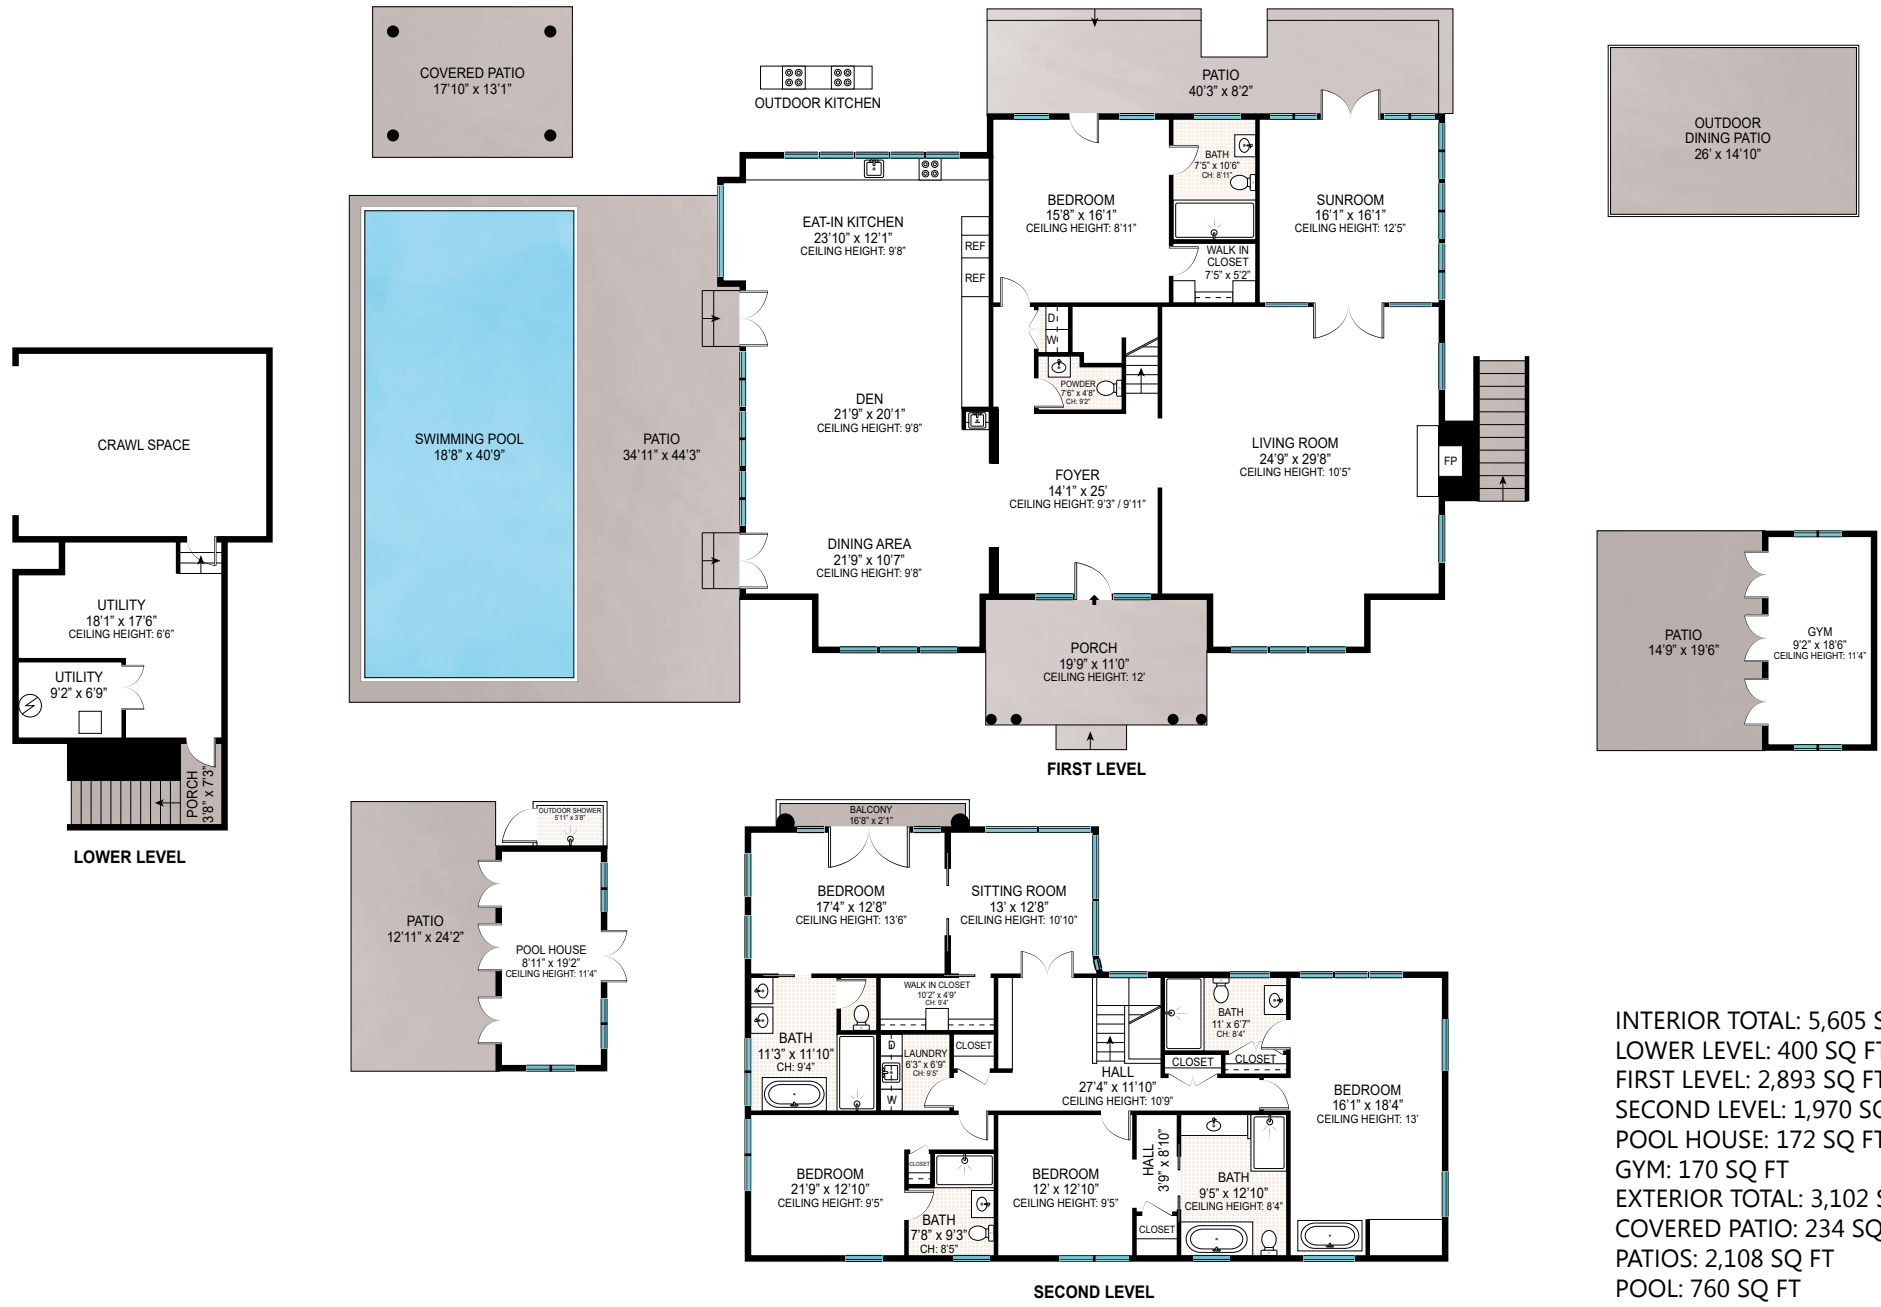 COVERED PATIO
17'10" x 13'1"
OUTDOOR KITCHEN
PATIO
40'3" x 8'2"
OUTDOOR
DINING PATIO
26' x 14'10"
EAT-IN KITCHEN
23'10" x 12'1"
CEILING HEIGHT: 9'8"
REF
REF
BEDROOM
15'8" x 16'1"
CEILING HEIGHT: 8'11"
BATH
7'5" x 10'6"
CH: 8'11"
WALK IN
CLOSET
7'5" x 5'2"
SUNROOM
16'1" x 16'1"
CEILING HEIGHT: 12'5"
D
W
POWDER
7'6" x 4'8"
CH: 9'2"
SWIMMING POOL
18'8" x 40'9"
PATIO
34'11" x 44'3"
DEN
21'9" x 20'1"
CEILING HEIGHT: 9'8"
FOYER
14'1" x 25'
CEILING HEIGHT: 9'3" / 9'11"
LIVING ROOM
24'9" x 29'8"
CEILING HEIGHT: 10'5"
FP
DINING AREA
21'9" x 10'7"
CEILING HEIGHT: 9'8"
PORCH
19'9" x 11'0"
CEILING HEIGHT: 12'
FIRST LEVEL
CRAWL SPACE
UTILITY
18'1" x 17'6"
CEILING HEIGHT: 6'6"
UTILITY
9'2" x 6'9"
PORCH
3'8" x 7'3"
LOWER LEVEL
PATIO
14'9" x 19'6"
GYM
9'2" x 18'6"
CEILING HEIGHT: 11'4"
OUTDOOR SHOWER
5'11" x 3'8"
PATIO
12'11" x 24'2"
POOL HOUSE
8'11" x 19'2"
CEILING HEIGHT: 11'4"
BALCONY
16'8" x 2'1"
BEDROOM
17'4" x 12'8"
CEILING HEIGHT: 13'6"
SITTING ROOM
13' x 12'8"
CEILING HEIGHT: 10'10"
WALK IN CLOSET
10'2" x 4'9"
CH: 9'4"
BATH
11'3" x 11'10"
CH: 9'4"
D
LAUNDRY
6'3" x 6'9"
CH: 9'5"
W
CLOSET
HALL
27'4" x 11'10"
CEILING HEIGHT: 10'9"
BATH
11' x 6'7"
CH: 8'4"
CLOSET
CLOSET
BEDROOM
16'1" x 18'4"
CEILING HEIGHT: 13'
BEDROOM
21'9" x 12'10"
CEILING HEIGHT: 9'5"
CLOSET
BATH
7'8" x 9'3"
CH: 8'5"
BEDROOM
12' x 12'10"
CEILING HEIGHT: 9'5"
HALL
3'9" x 8'10"
CLOSET
BATH
9'5" x 12'10"
CEILING HEIGHT: 8'4"
SECOND LEVEL
INTERIOR TOTAL: 5,605 S
LOWER LEVEL: 400 SQ FT
FIRST LEVEL: 2,893 SQ FT
SECOND LEVEL: 1,970 SQ
POOL HOUSE: 172 SQ FT
GYM: 170 SQ FT
EXTERIOR TOTAL: 3,102 S
COVERED PATIO: 234 SQ
PATIOS: 2,108 SQ FT
POOL: 760 SQ FT